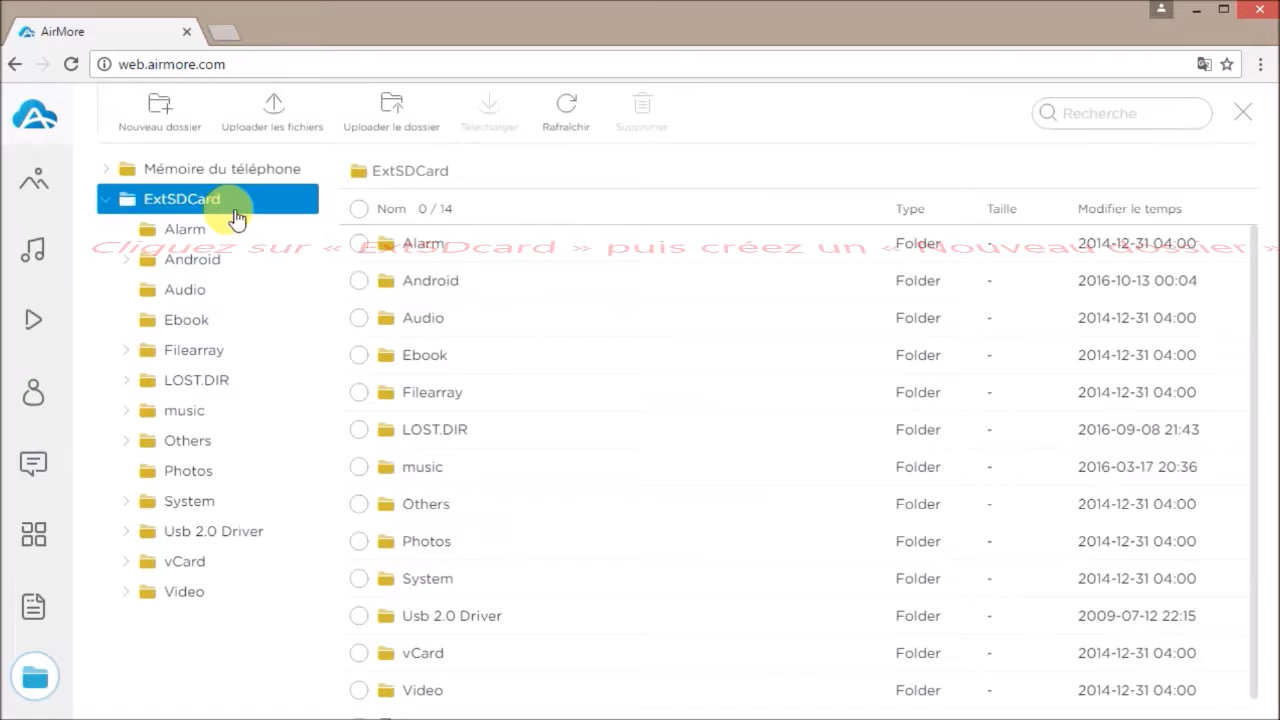 AirMore
web.airmore.com
Nouveau dossier
Uploader les fichiers
Uploader le dossier
Télécharger
Rafraîchir
Supprimer
Recherche
Mémoire du téléphone
ExtSDCard
Alarm
Android
Audio
Ebook
Filearray
LOST.DIR
music
Others
Photos
System
Usb 2.0 Driver
vCard
Video
ExtSDCard
Nom 0 / 14 Type Taille Modifier le temps
Cliquez sur « ExtSDcard » puis créez un « Nouveau dossier »
Alarm Folder - 2014-12-31 04:00
Android Folder - 2016-10-13 00:04
Audio Folder - 2014-12-31 04:00
Ebook Folder - 2014-12-31 04:00
Filearray Folder - 2014-12-31 04:00
LOST.DIR Folder - 2016-09-08 21:43
music Folder - 2016-03-17 20:36
Others Folder - 2014-12-31 04:00
Photos Folder - 2014-12-31 04:00
System Folder - 2014-12-31 04:00
Usb 2.0 Driver Folder - 2009-07-12 22:15
vCard Folder - 2014-12-31 04:00
Video Folder - 2014-12-31 04:00